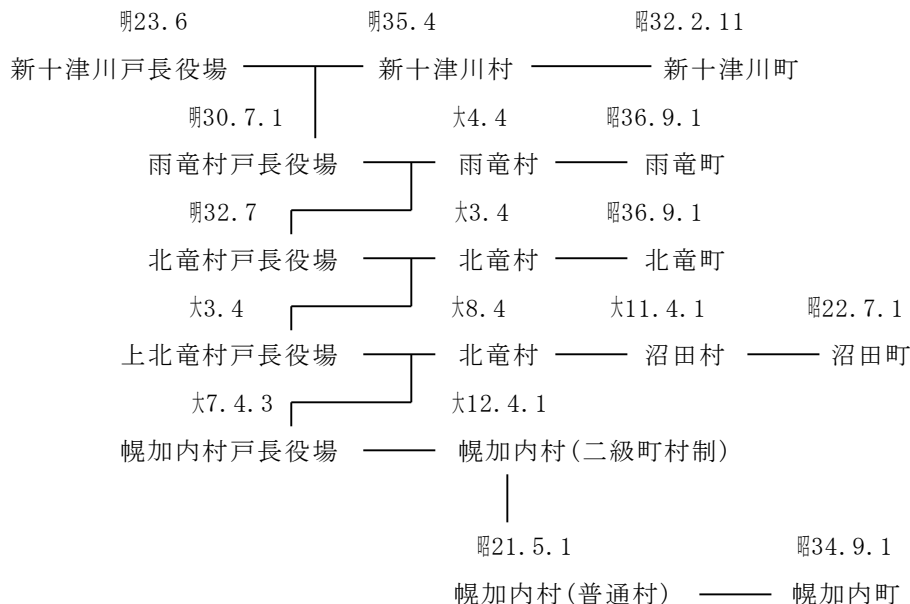 明23.6 明35.4 昭32.2.11
新十津川戸長役場 新十津川村 新十津川町
明30.7.1 大4.4 昭36.9.1
雨竜村戸長役場 雨竜村 雨竜町
明32.7 大3.4 昭36.9.1
北竜村戸長役場 北竜村 北竜町
大3.4 大8.4 大11.4.1 昭22.7.1
上北竜村戸長役場 北竜村 沼田村 沼田町
大7.4.3 大12.4.1
幌加内村戸長役場 幌加内村(二級町村制)
昭21.5.1 昭34.9.1
幌加内村(普通村) 幌加内町